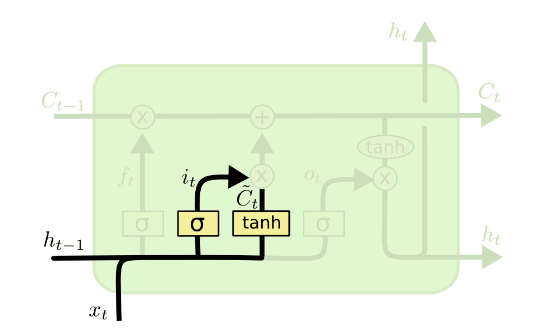 h_t
C_{t-1}
C_t
x
+
tanh
f_t
i_t
x
o_t
x
C̃_t
σ
σ
tanh
σ
h_{t-1}
h_t
x_t